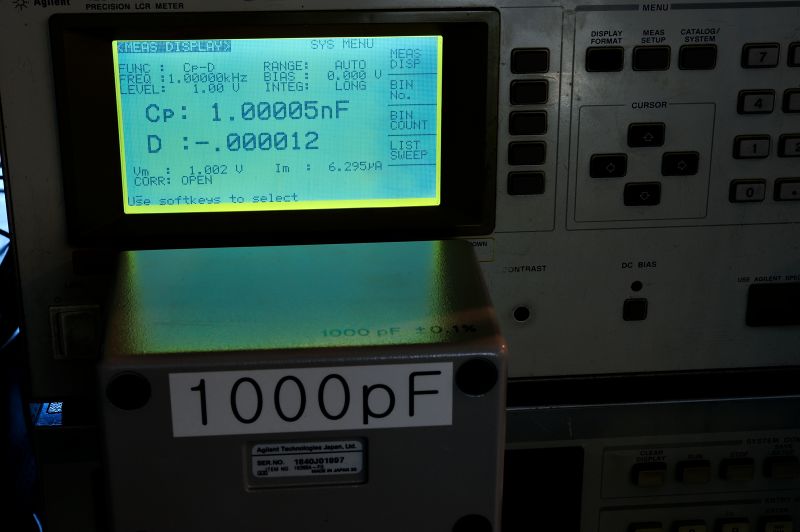 Agilent PRECISION LCR METER
<MEAS DISPLAY> SYS MENU
FUNC : Cp-D RANGE: AUTO
FREQ :1.00000kHz BIAS : 0.000 V
LEVEL: 1.00 V INTEG: LONG
Cp: 1.00005nF
D :-.000012
Vm : 1.002 V Im : 6.295µA
CORR: OPEN
Use softkeys to select
MEAS
DISP
BIN
No.
BIN
COUNT
LIST
SWEEP
MENU
DISPLAY
FORMAT
MEAS
SETUP
CATALOG/
SYSTEM
CURSOR
7
4
1
0
CONTRAST
DC BIAS
1000 pF ±0.1%
1000pF
Agilent Technologies Japan, Ltd.
SER.NO. 1840J01997
MADE IN JAPAN
CLEAR
DISPLAY
RUN
STOP